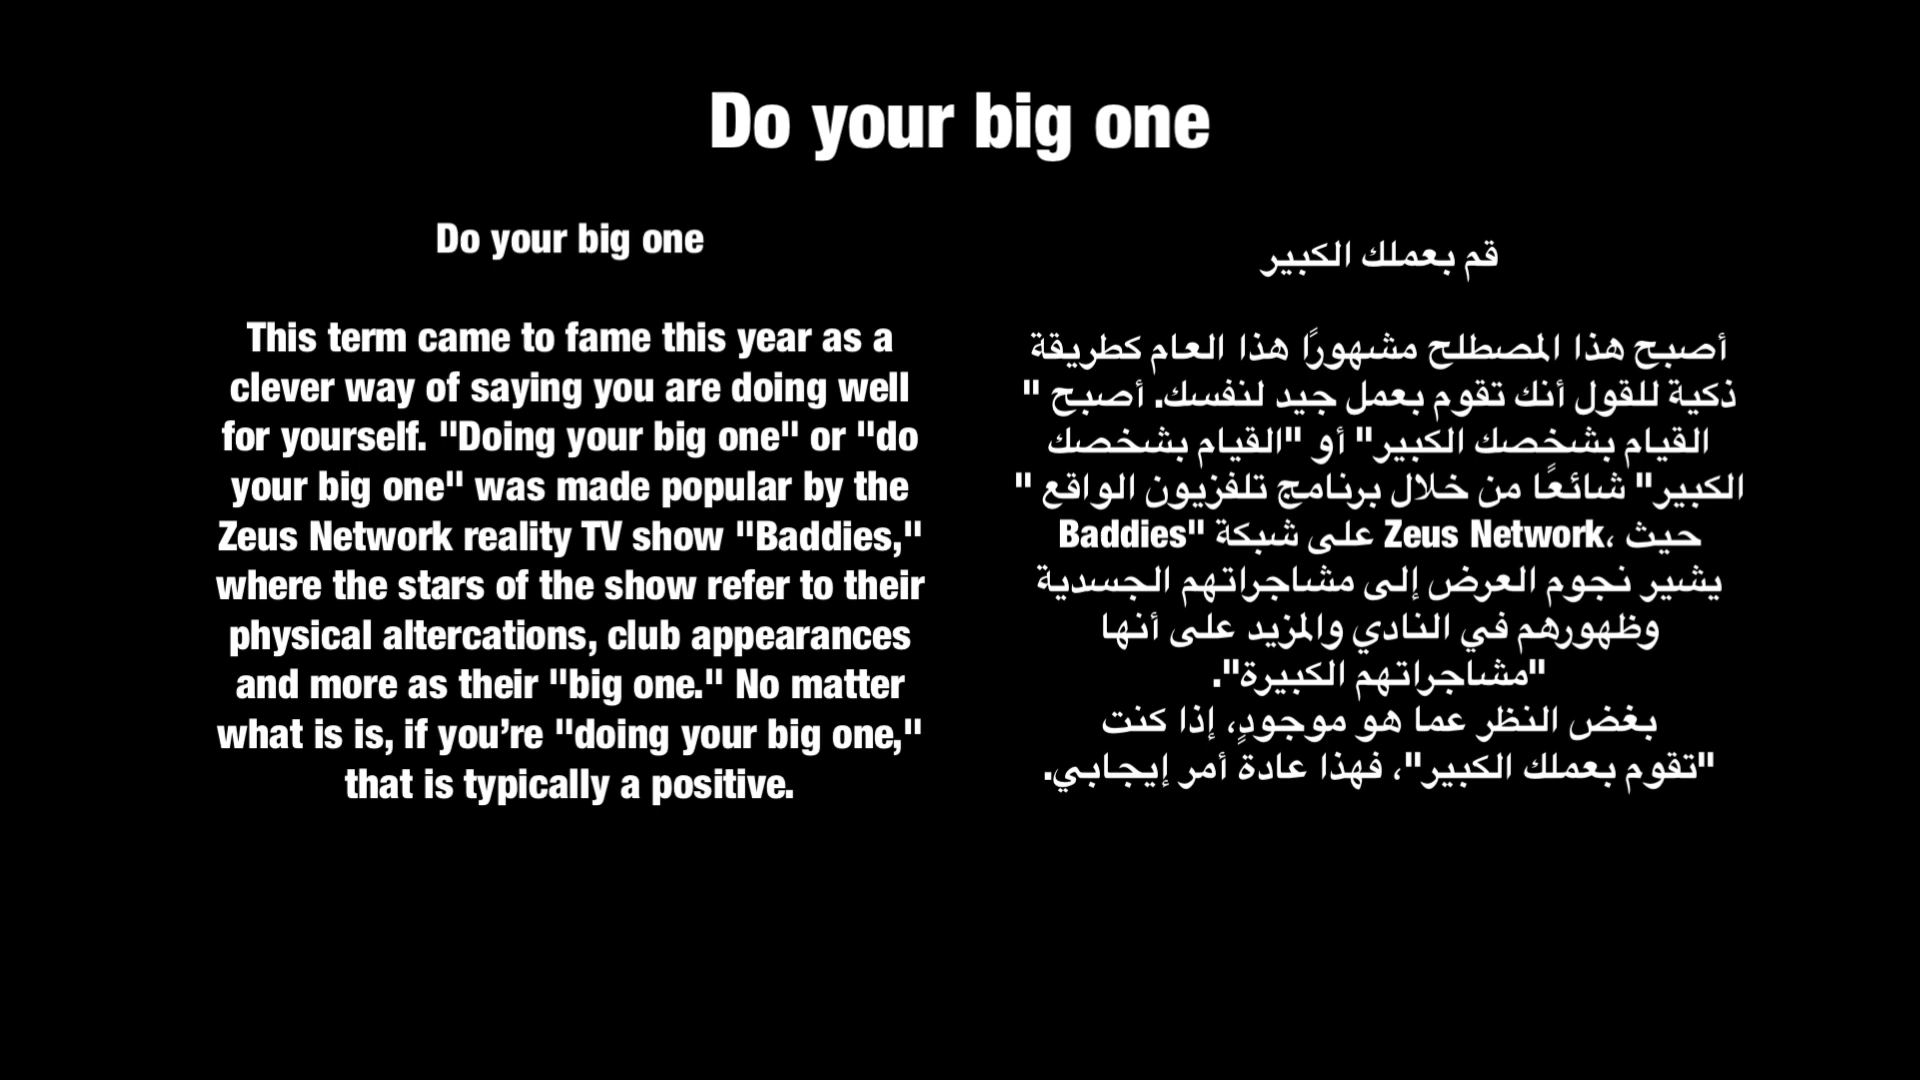 Do your big one
Do your big one
This term came to fame this year as a
clever way of saying you are doing well
for yourself. "Doing your big one" or "do
your big one" was made popular by the
Zeus Network reality TV show "Baddies,"
where the stars of the show refer to their
physical altercations, club appearances
and more as their "big one." No matter
what is is, if you’re "doing your big one,"
that is typically a positive.
قم بعملك الكبير
أصبح هذا المصطلح مشهورًا هذا العام كطريقة
ذكية للقول أنك تقوم بعمل جيد لنفسك. أصبح "
القيام بشخصك الكبير" أو "القيام بشخصك
الكبير" شائعًا من خلال برنامج تلفزيون الواقع "
Baddies" على شبكة Zeus Network، حيث
يشير نجوم العرض إلى مشاجراتهم الجسدية
وظهورهم في النادي والمزيد على أنها
"مشاجراتهم الكبيرة".
بغض النظر عما هو موجودٍ، إذا كنت
"تقوم بعملك الكبير"، فهذا عادةً أمر إيجابي.